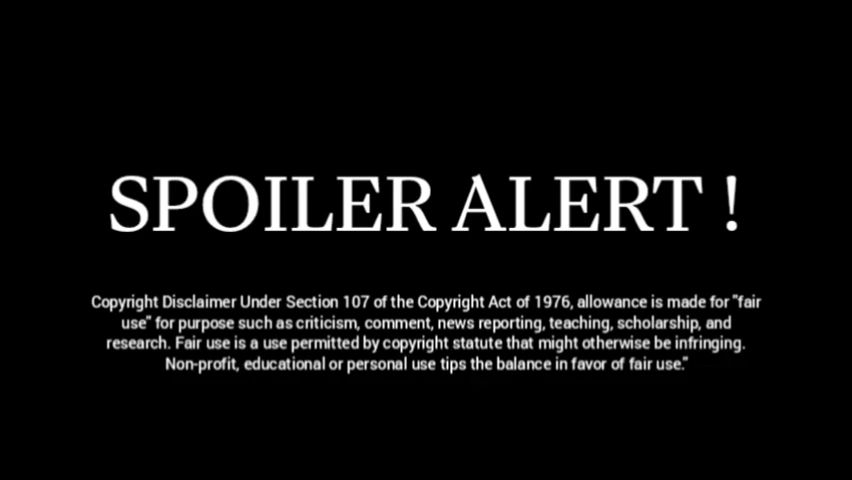 SPOILER ALERT !
Copyright Disclaimer Under Section 107 of the Copyright Act of 1976, allowance is made for "fair
use" for purpose such as criticism, comment, news reporting, teaching, scholarship, and
research. Fair use is a use permitted by copyright statute that might otherwise be infringing.
Non-profit, educational or personal use tips the balance in favor of fair use."